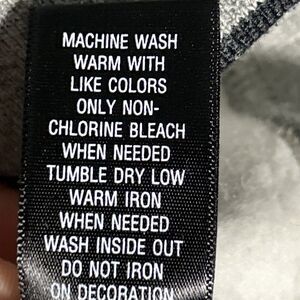 MACHINE WASH
WARM WITH
LIKE COLORS
ONLY NON-
CHLORINE BLEACH
WHEN NEEDED
TUMBLE DRY LOW
WARM IRON
WHEN NEEDED
WASH INSIDE OUT
DO NOT IRON
ON DECORATION